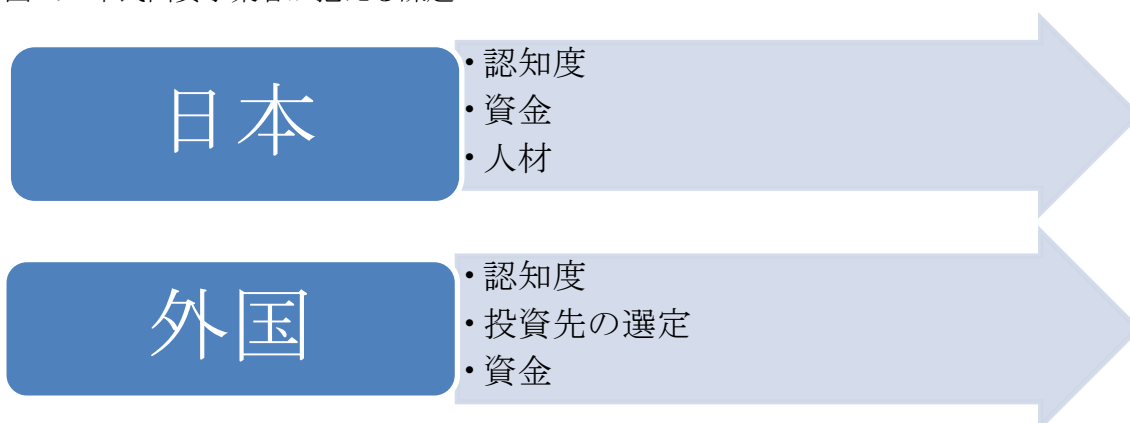 日本
・認知度
・資金
・人材
外国
・認知度
・投資先の選定
・資金